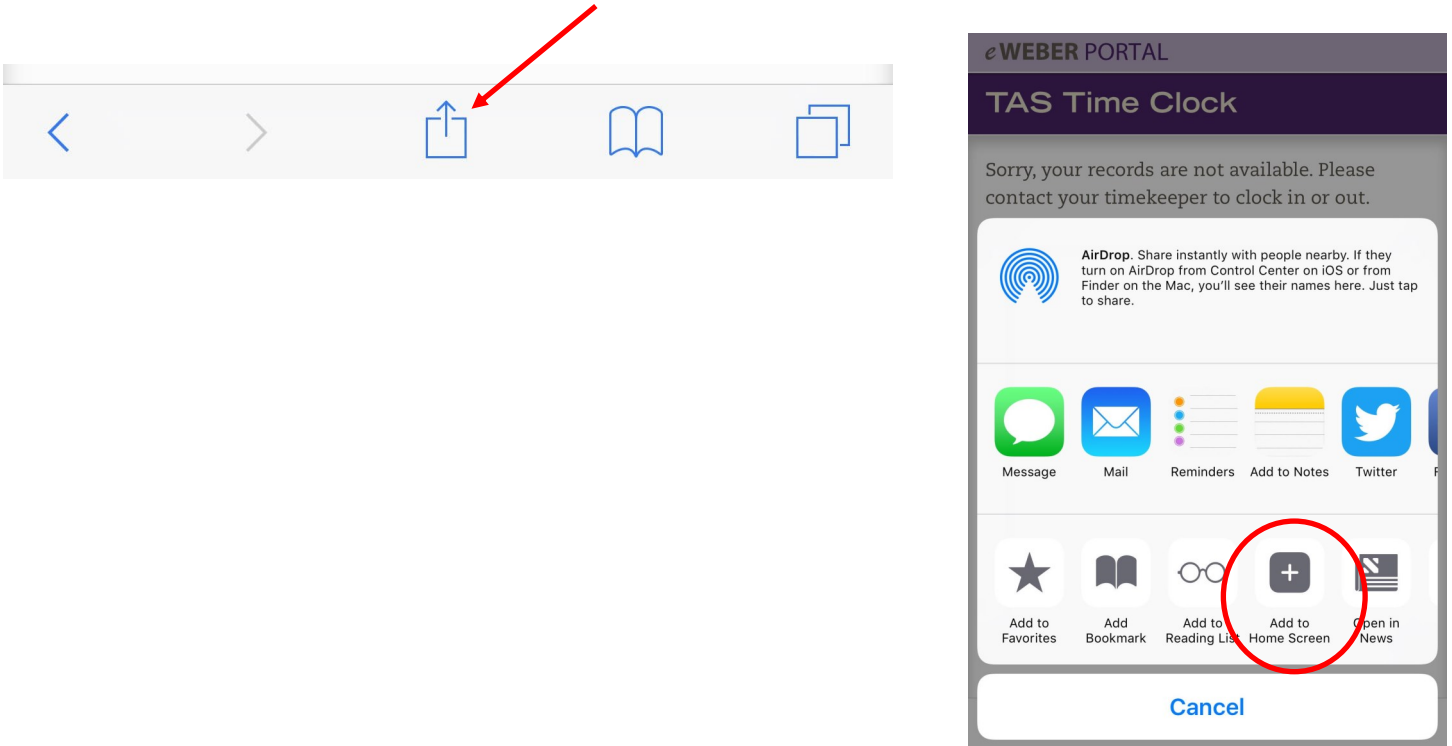 e WEBER PORTAL
TAS Time Clock
Sorry, your records are not available. Please
contact your timekeeper to clock in or out.
AirDrop. Share instantly with people nearby. If they
turn on AirDrop from Control Center on iOS or from
Finder on the Mac, you’ll see their names here. Just tap
to share.
Message Mail Reminders Add to Notes Twitter
Add to Favorites
Add Bookmark
Add to Reading List
Add to Home Screen
Open in News
Cancel